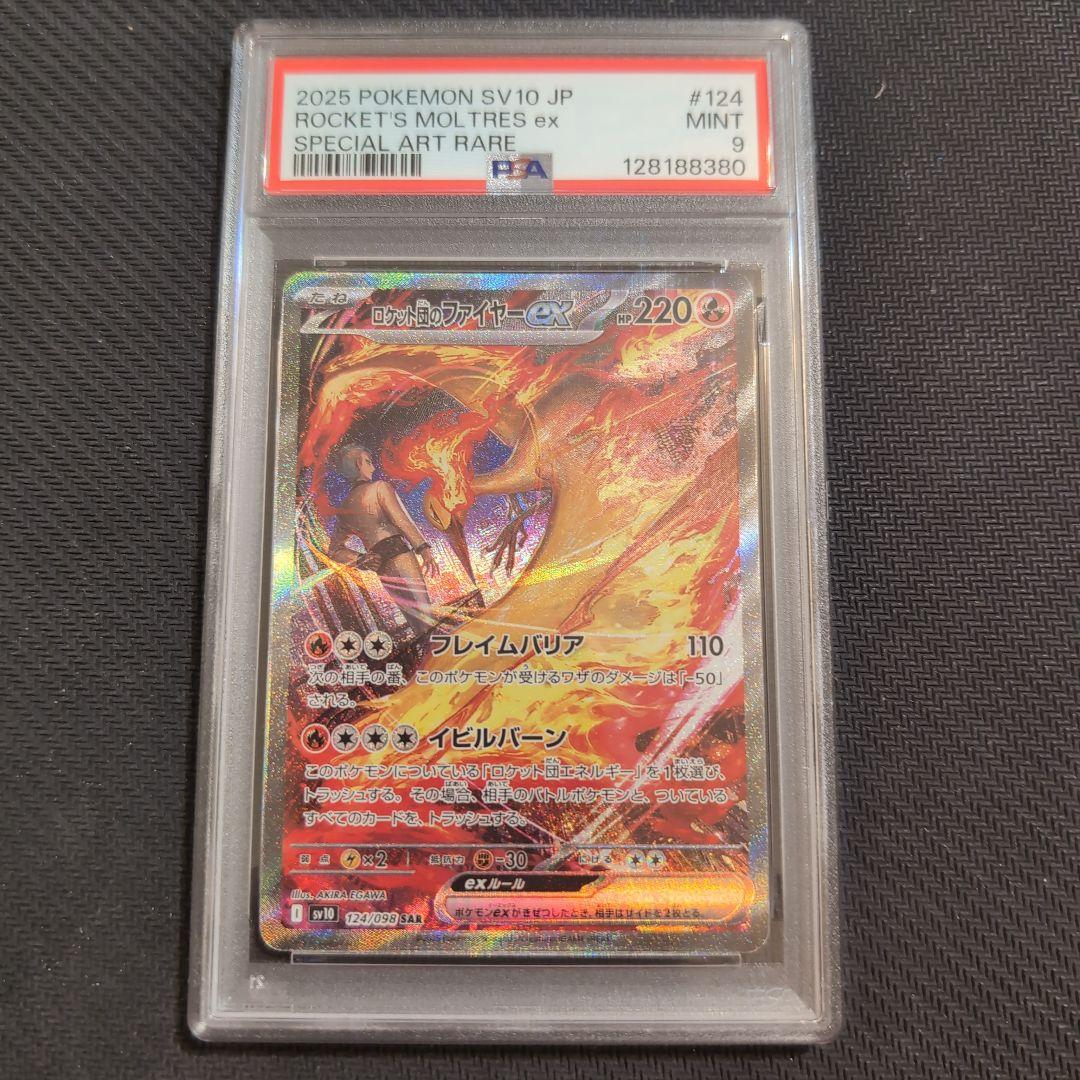 2025 POKEMON SV10 JP #124
ROCKET'S MOLTRES ex MINT
SPECIAL ART RARE 9
PSA 128188380
たね ロケット団のファイヤーex HP 220
フレイムバリア 110
次の相手の番、このポケモンが受けるワザのダメージは「-50」
される。
イビルバーン
このポケモンについている「ロケット団エネルギー」を1枚選び、
トラッシュする。その場合、相手のバトルポケモンと、ついている
すべてのカードを、トラッシュする。
弱点 ×2 抵抗力 -30 にげる
exルール
Illus. AKIRA EGAWA
ポケモンexがきぜつしたとき、相手はサイドを2枚とる。
I sv10 124/098 SAR